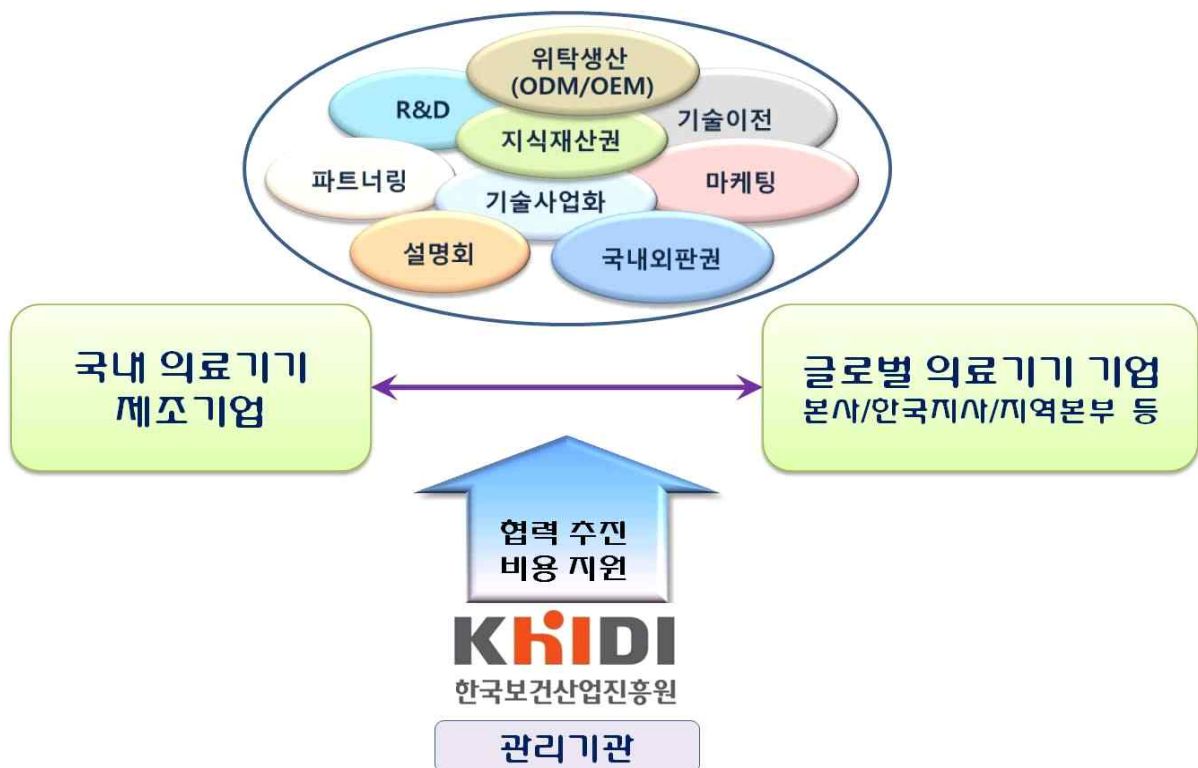 위탁생산
(ODM/OEM)
R&D
기술이전
지식재산권
파트너링
마케팅
기술사업화
설명회
국내외판권
국내 의료기기
제조기업
글로벌 의료기기 기업
본사/한국지사/지역본부 등
협력 추진
비용 지원
KHIDI
한국보건산업진흥원
관리기관